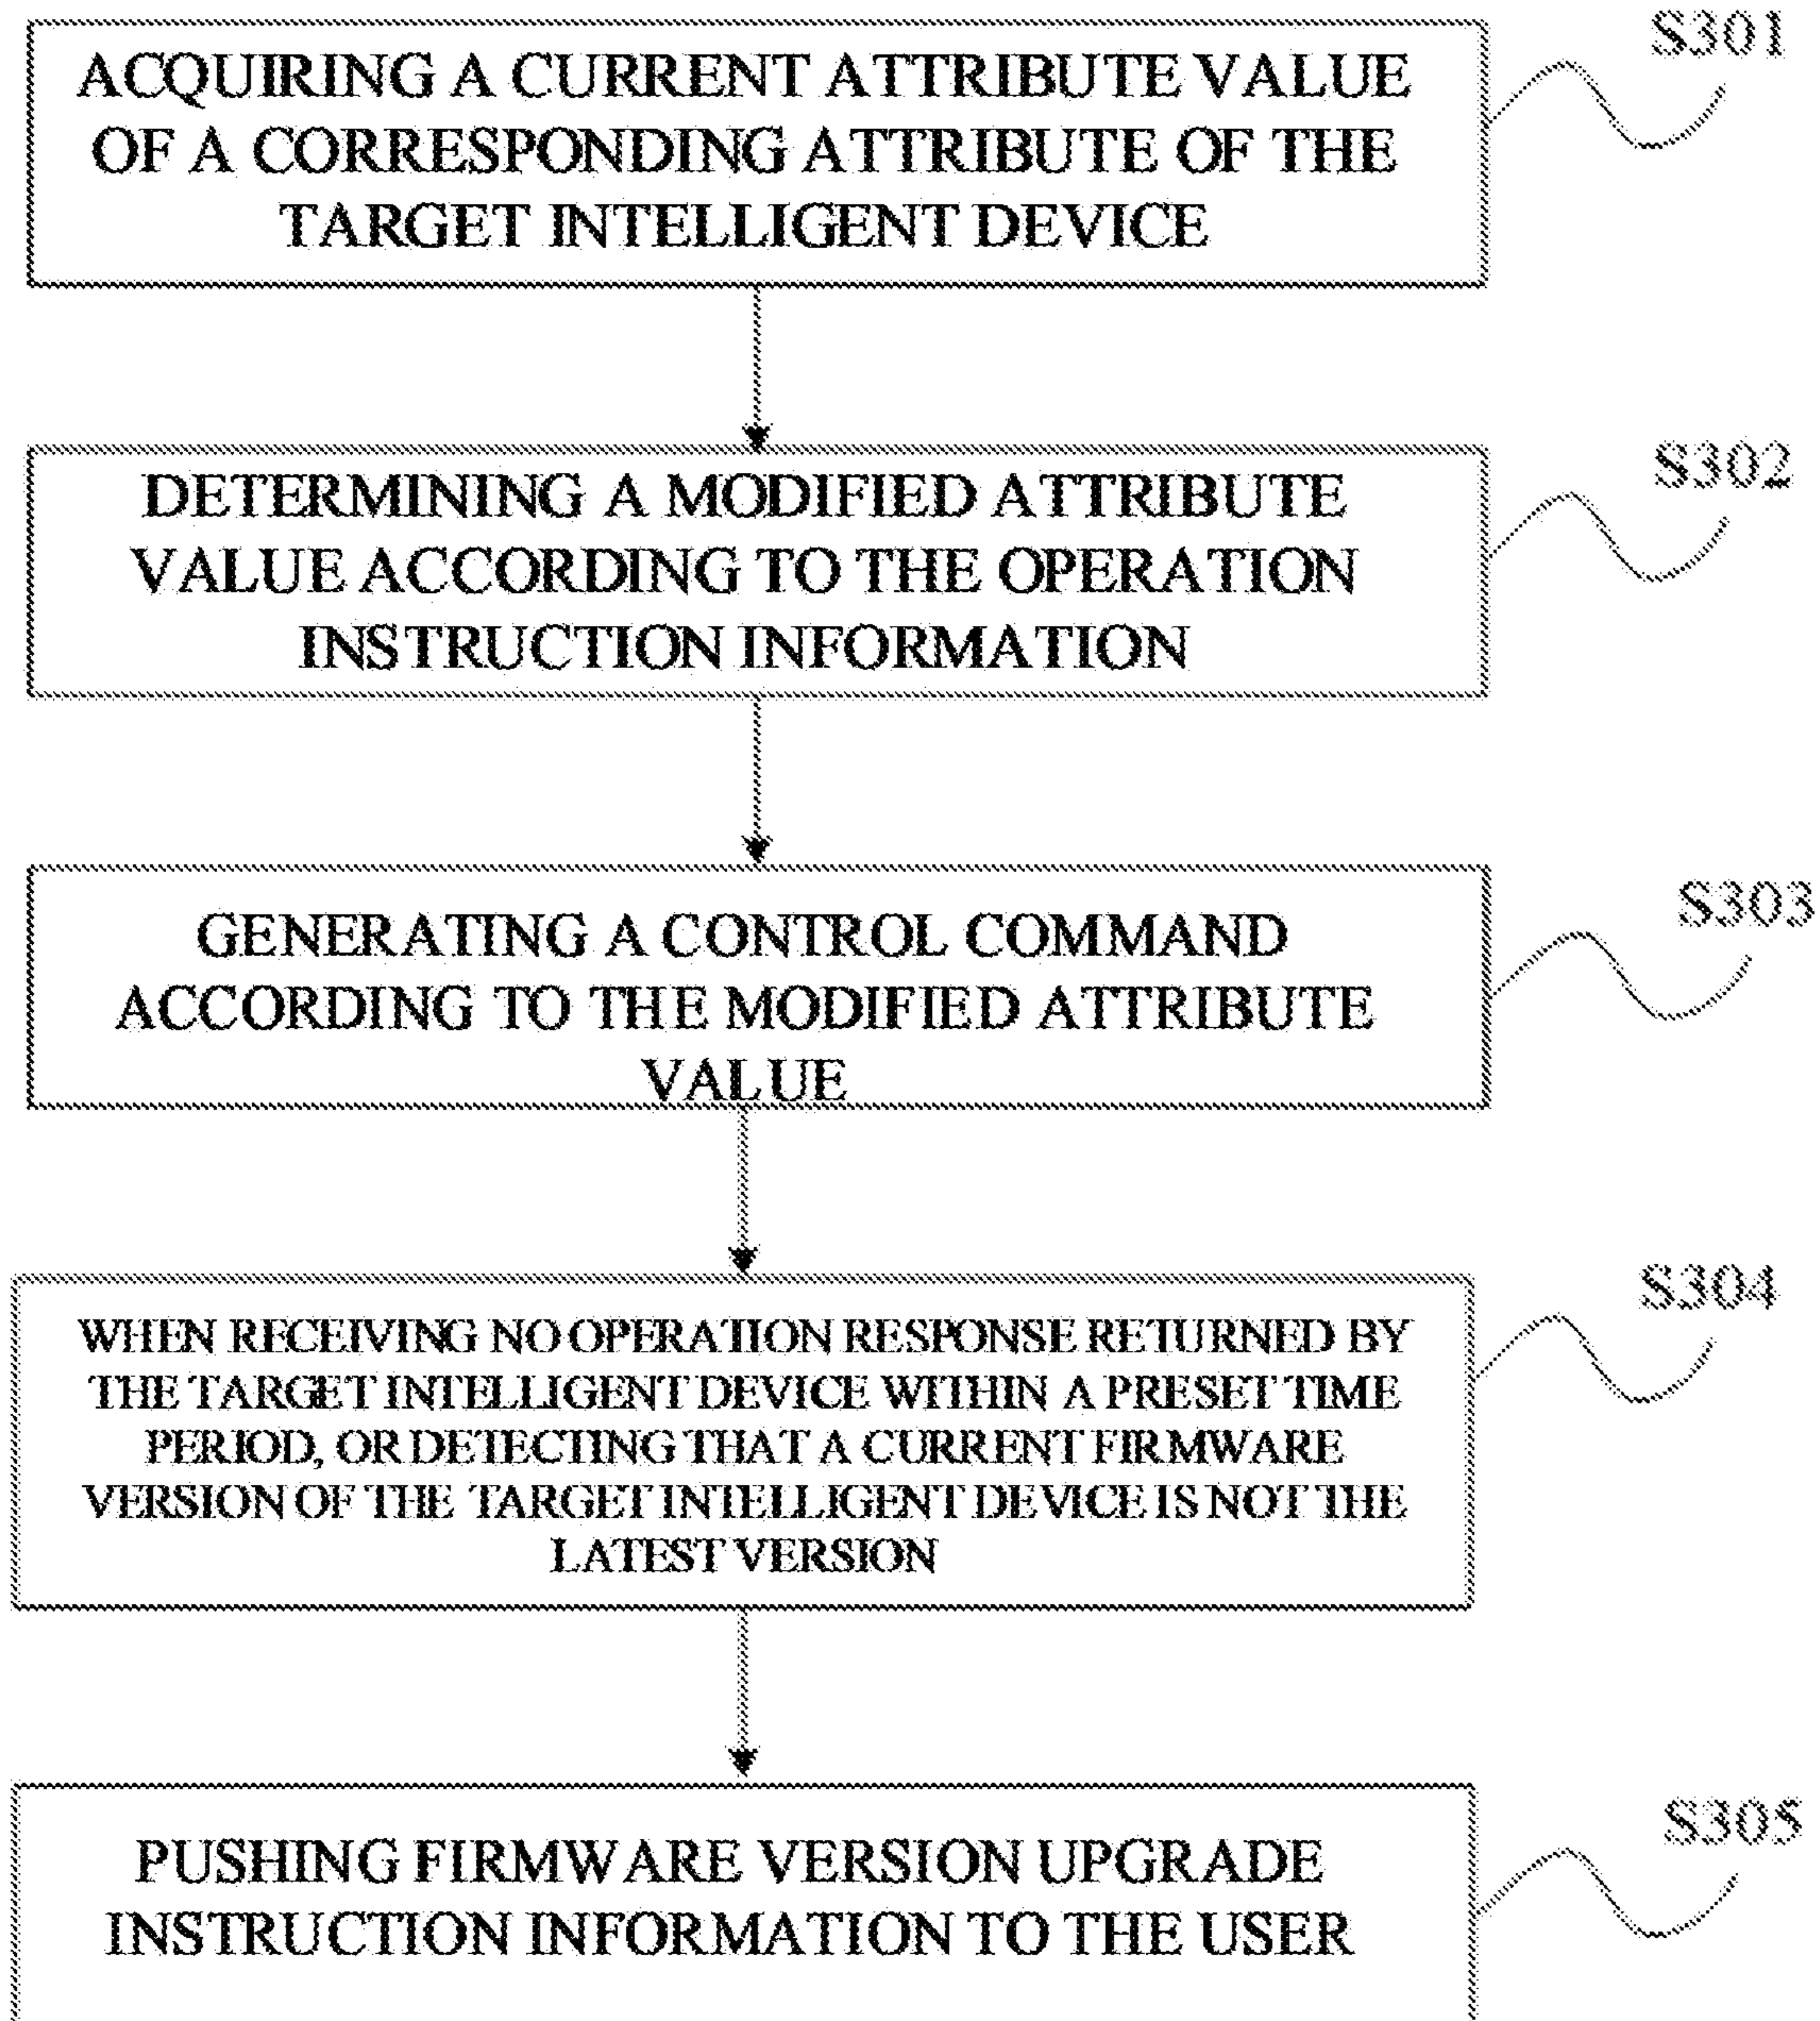 ACQUIRING A CURRENT ATTRIBUTE VALUE
OF A CORRESPONDING ATTRIBUTE OF THE
TARGET INTELLIGENT DEVICE
S301
DETERMINING A MODIFIED ATTRIBUTE
VALUE ACCORDING TO THE OPERATION
INSTRUCTION INFORMATION
S302
GENERATING A CONTROL COMMAND
ACCORDING TO THE MODIFIED ATTRIBUTE
VALUE
S303
WHEN RECEIVING NO OPERATION RESPONSE RETURNED BY
THE TARGET INTELLIGENT DEVICE WITHIN A PRESET TIME
PERIOD, OR DETECTING THAT A CURRENT FIRMWARE
VERSION OF THE TARGET INTELLIGENT DEVICE IS NOT THE
LATEST VERSION
S304
PUSHING FIRMWARE VERSION UPGRADE
INSTRUCTION INFORMATION TO THE USER
S305